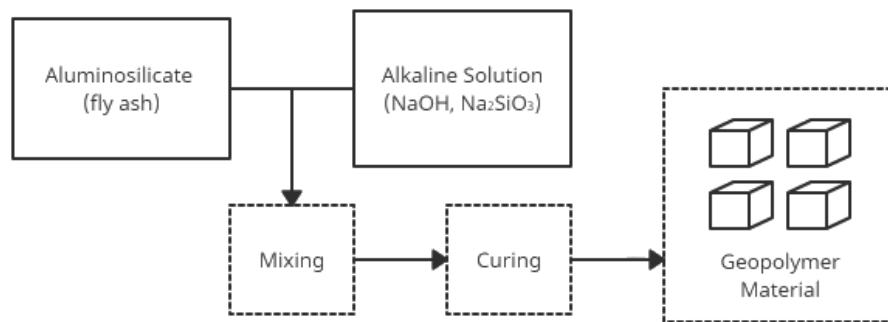 Aluminosilicate
(fly ash)
Alkaline Solution
(NaOH, Na₂SiO₃)
Mixing
Curing
Geopolymer
Material